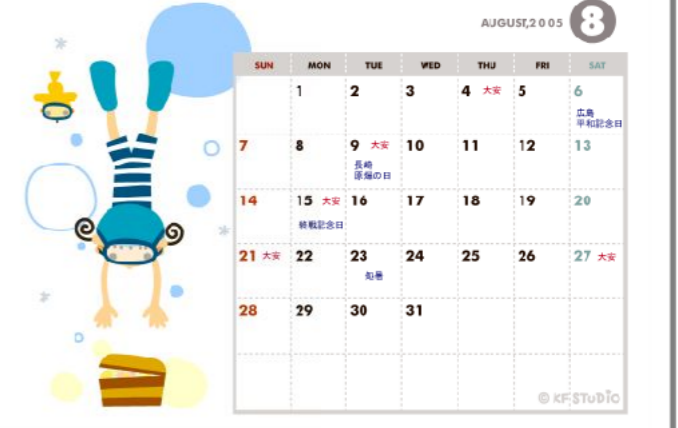 AUGUST,2005 8
SUN MON TUE WED THU FRI SAT
1 2 3 4 大安 5 6
広島
平和記念日
7 8 9 大安 10 11 12 13
長崎
原爆の日
14 15 大安 16 17 18 19 20
終戦記念日
21 大安 22 23 24 25 26 27 大安
処暑
28 29 30 31
© KF STUDIO